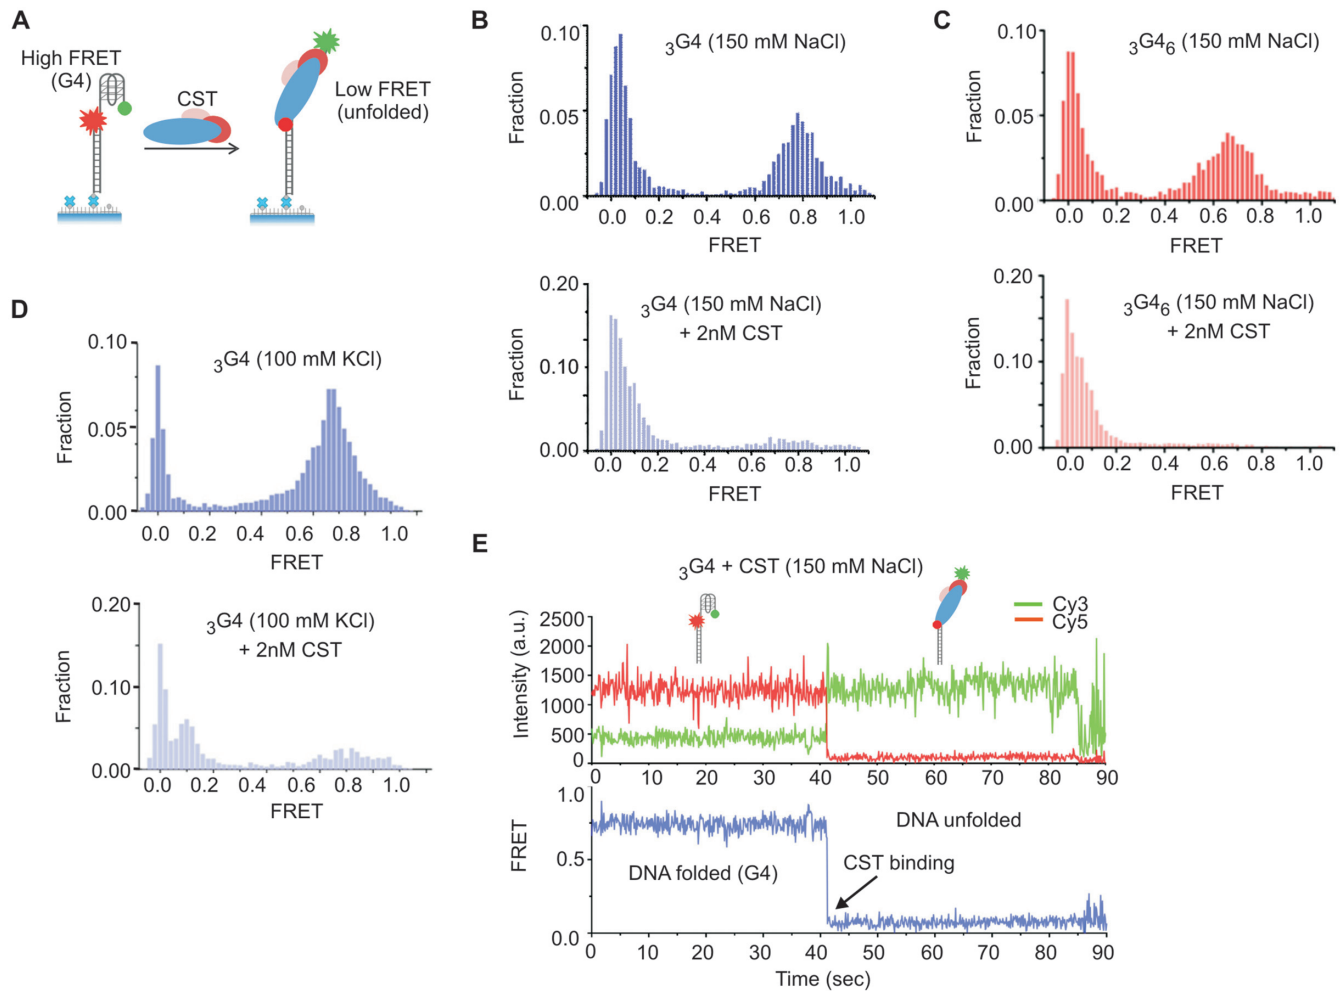 A
High FRET
(G4)
CST
Low FRET
(unfolded)
B
₃G4 (150 mM NaCl)
Fraction
0.10
0.05
0.00
0.0 0.2 0.4 0.6 0.8 1.0
FRET
₃G4 (150 mM NaCl)
+ 2nM CST
Fraction
0.20
0.10
0.00
0.0 0.2 0.4 0.6 0.8 1.0
FRET
C
₃G4₆ (150 mM NaCl)
Fraction
0.10
0.05
0.00
0.0 0.2 0.4 0.6 0.8 1.0
FRET
₃G4₆ (150 mM NaCl)
+ 2nM CST
Fraction
0.20
0.10
0.00
0.0 0.2 0.4 0.6 0.8 1.0
FRET
D
₃G4 (100 mM KCl)
Fraction
0.10
0.05
0.00
0.0 0.2 0.4 0.6 0.8 1.0
FRET
₃G4 (100 mM KCl)
+ 2nM CST
Fraction
0.20
0.10
0.00
0.0 0.2 0.4 0.6 0.8 1.0
FRET
E
₃G4 + CST (150 mM NaCl)
Cy3
Cy5
Intensity (a.u.)
2500
2000
1500
1000
500
0
0 10 20 30 40 50 60 70 80 90
FRET
1.0
0.5
0.0
DNA unfolded
CST binding
DNA folded (G4)
0 10 20 30 40 50 60 70 80 90
Time (sec)